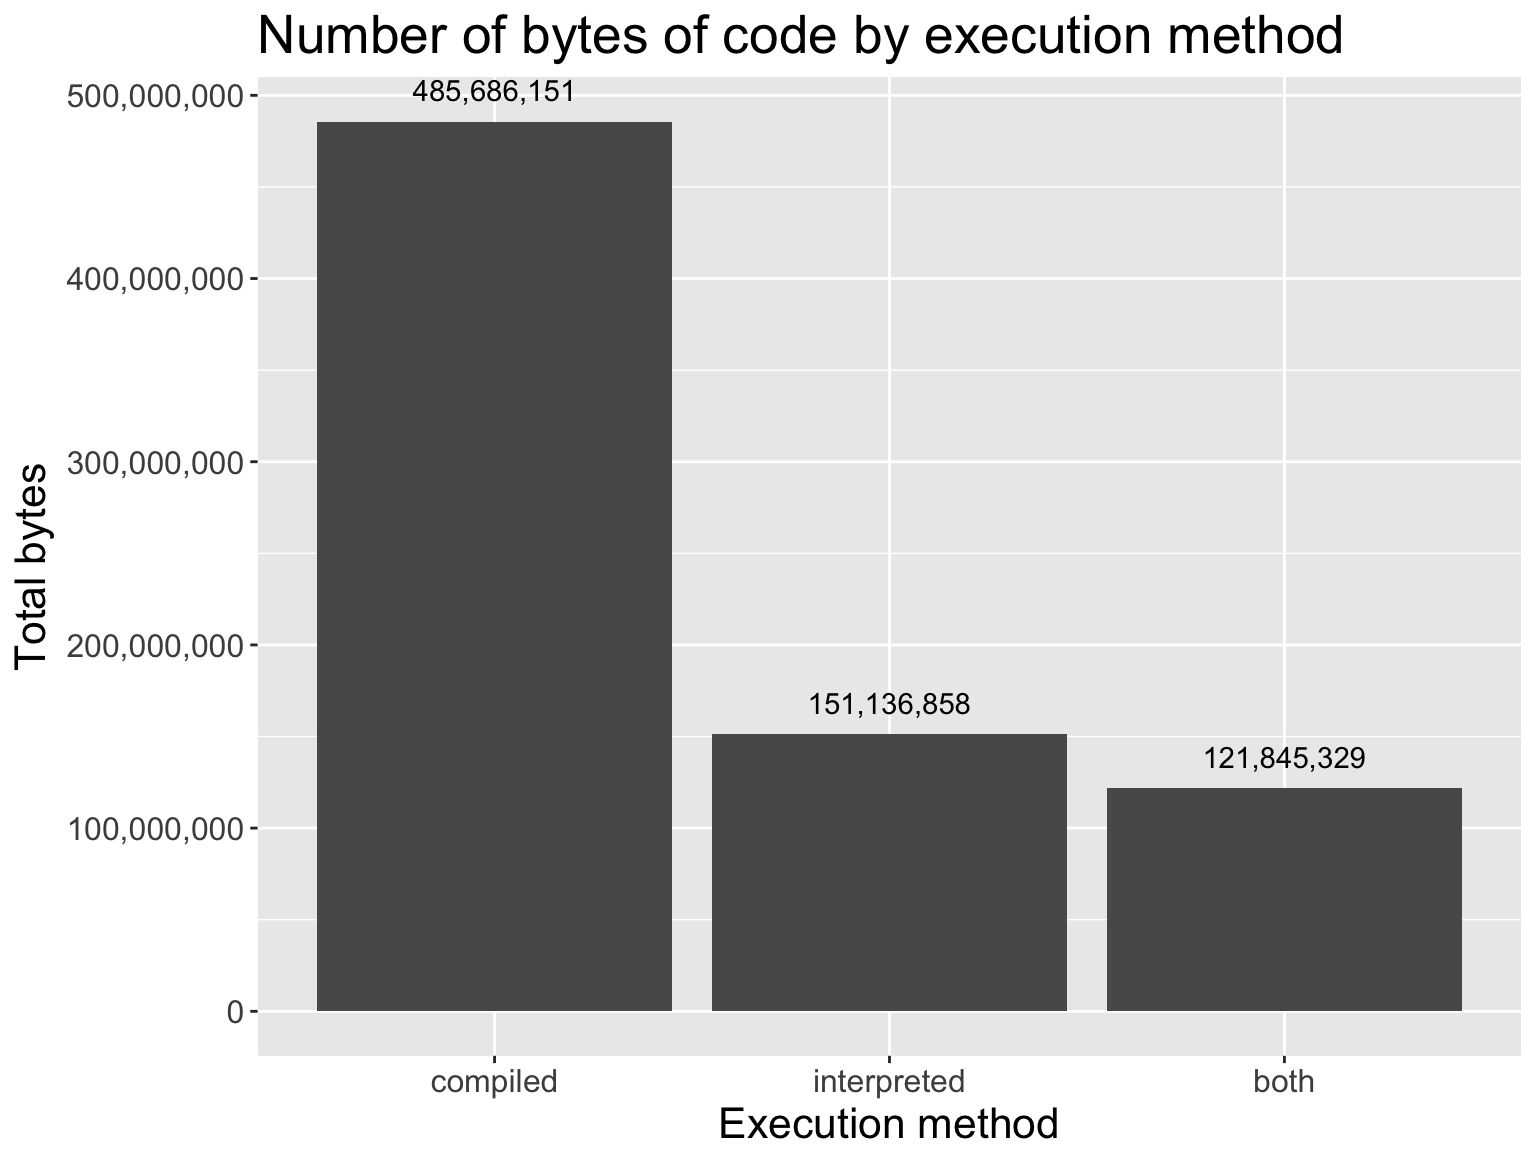 Number of bytes of code by execution method
Total bytes
500,000,000
400,000,000
300,000,000
200,000,000
100,000,000
0
485,686,151
151,136,858
121,845,329
compiled interpreted both
Execution method